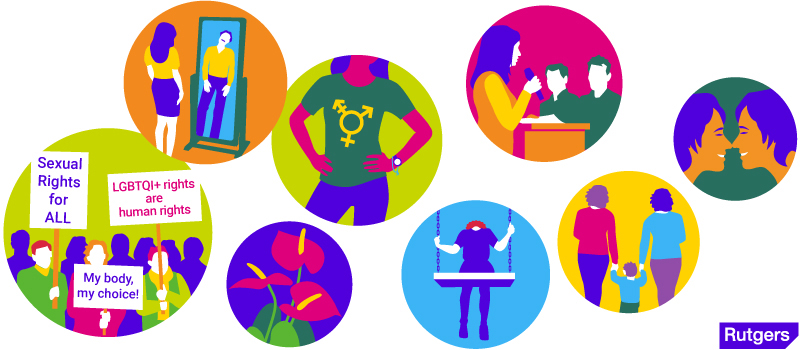 Sexual
Rights
for
ALL
LGBTQI+ rights
are
human rights
My body,
my choice!
Rutgers